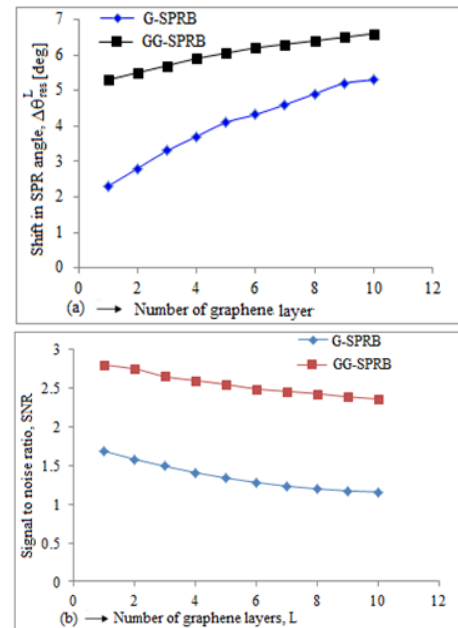 G-SPRB
GG-SPRB
Shift in SPR angle, Δθ^L_res [deg]
7
6
5
4
3
2
1
0
0 2 4 6 8 10 12
(a) → Number of graphene layer
G-SPRB
GG-SPRB
Signal to noise ratio, SNR
3
2.5
2
1.5
1
0.5
0
0 2 4 6 8 10 12
(b) → Number of graphene layers, L